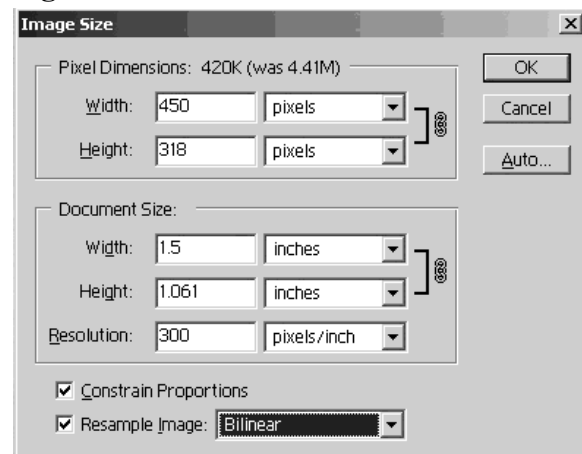 Image Size
Pixel Dimensions: 420K (was 4.41M)
Width: 450 pixels
Height: 318 pixels
OK
Cancel
Auto...
Document Size:
Width: 1.5 inches
Height: 1.061 inches
Resolution: 300 pixels/inch
Constrain Proportions
Resample Image: Bilinear